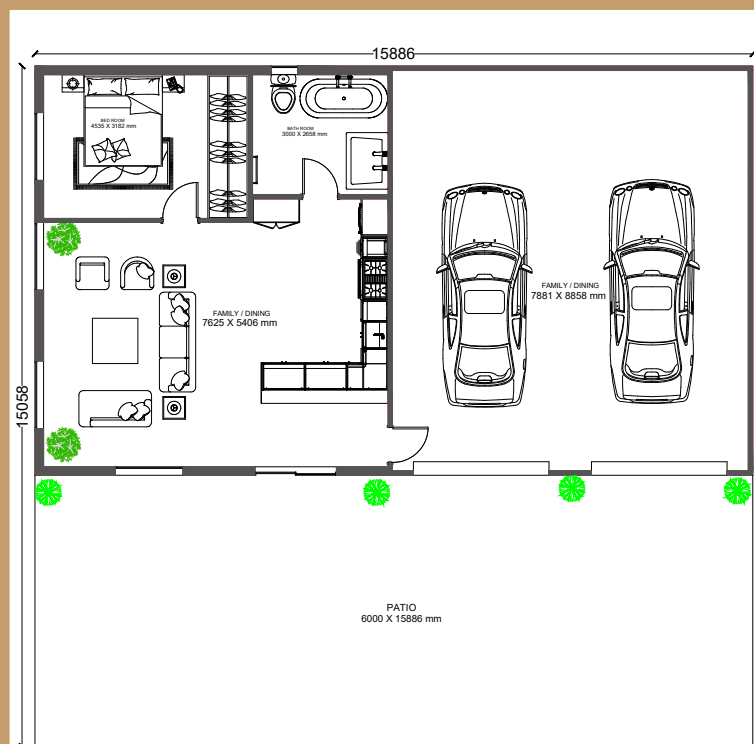 15886
BED ROOM
4535 X 3182 mm
BATH ROOM
3000 X 2658 mm
FAMILY / DINING
7625 X 5406 mm
FAMILY / DINING
7881 X 8858 mm
15058
PATIO
6000 X 15886 mm